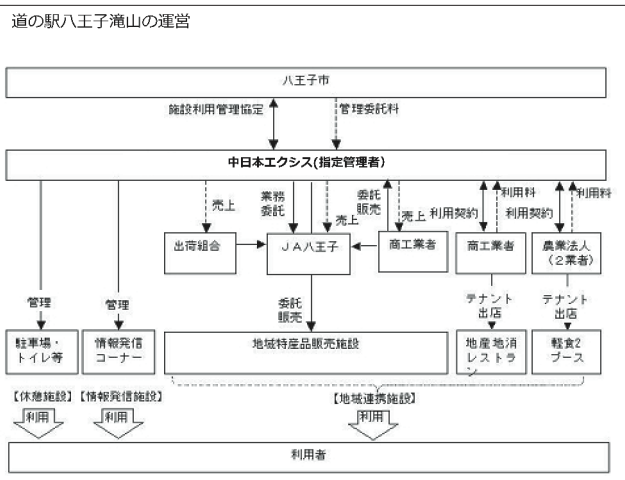 道の駅八王子滝山の運営
八王子市
施設利用管理協定
管理委託料
中日本エクシス(指定管理者)
売上
業務
委託
売上
委託
販売
売上
利用契約
利用料
利用契約
利用料
出荷組合
ＪＡ八王子
商工業者
商工業者
農業法人
（２業者）
管理
管理
委託
販売
テナント
出店
テナント
出店
駐車場・
トイレ等
情報発信
コーナー
地域特産品販売施設
地産地消
レストラ
ン
軽食2
ブース
【休憩施設】
【情報発信施設】
【地域連携施設】
利用
利用
利用
利用者